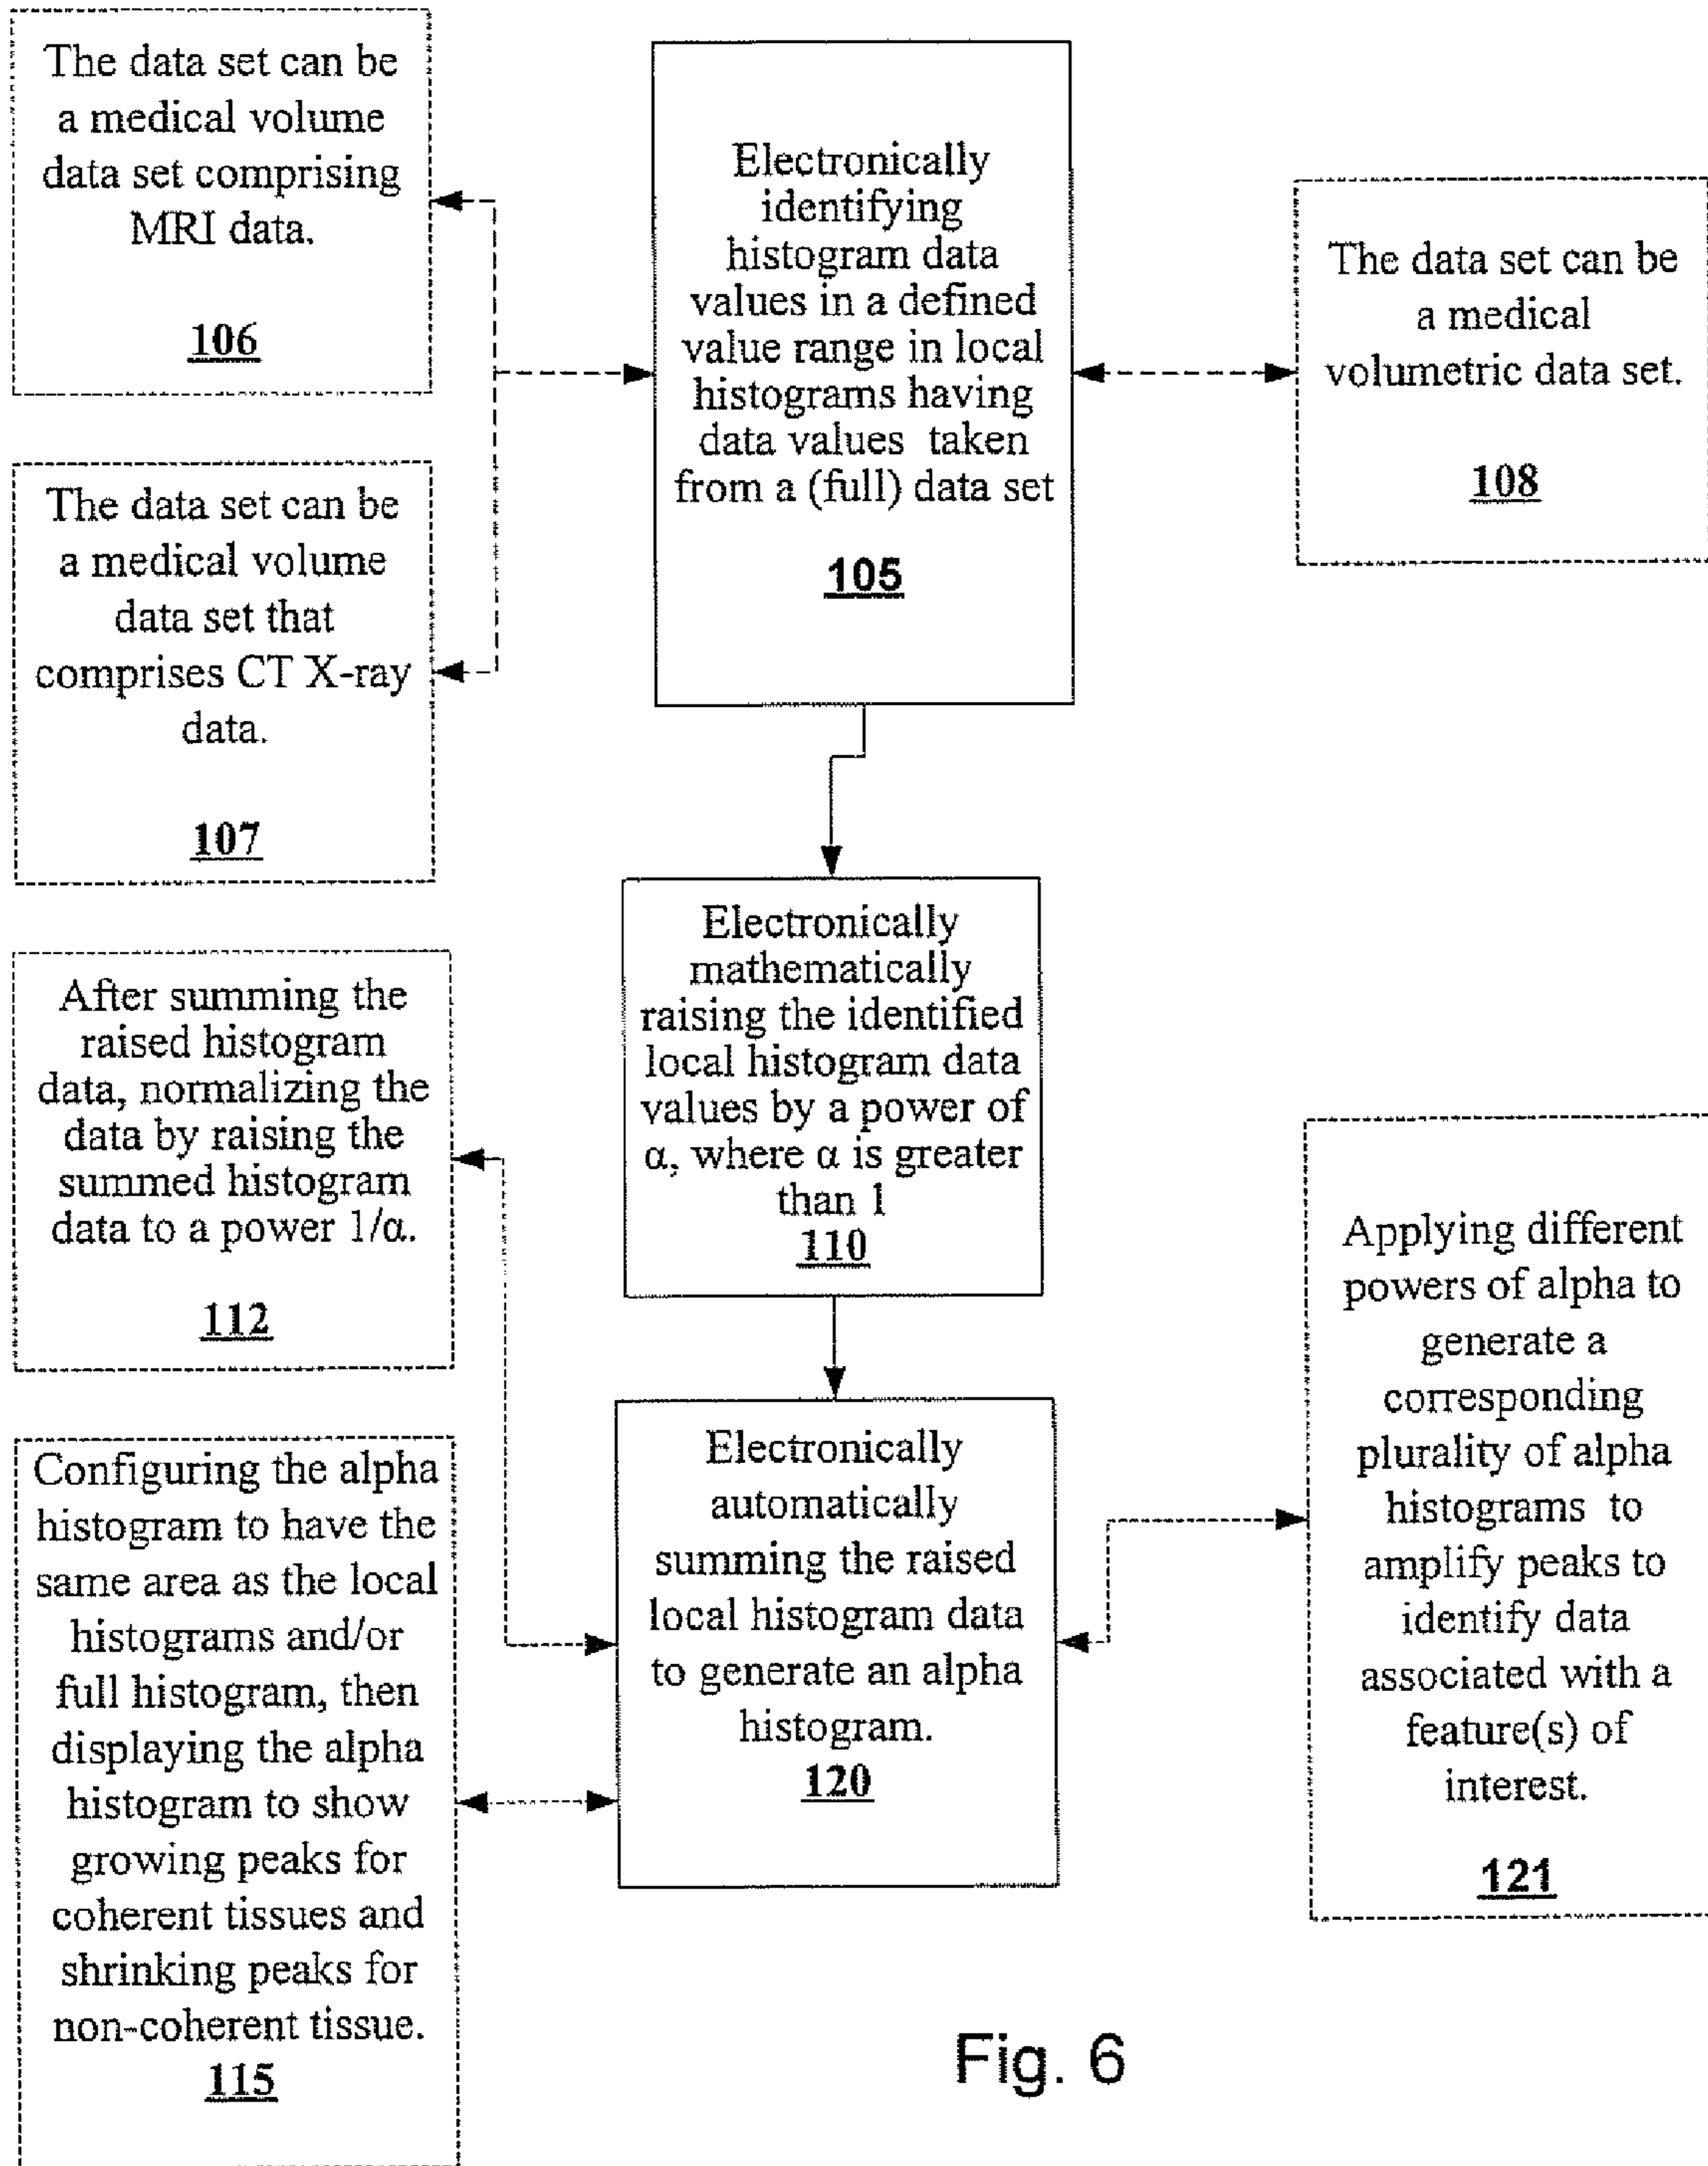 The data set can be
a medical volume
data set comprising
MRI data.
106
The data set can be
a medical volume
data set that
comprises CT X-ray
data.
107
Electronically
identifying
histogram data
values in a defined
value range in local
histograms having
data values taken
from a (full) data set
105
The data set can be
a medical
volumetric data set.
108
Electronically
mathematically
raising the identified
local histogram data
values by a power of
α, where α is greater
than 1
110
After summing the
raised histogram
data, normalizing the
data by raising the
summed histogram
data to a power 1/α.
112
Configuring the alpha
histogram to have the
same area as the local
histograms and/or
full histogram, then
displaying the alpha
histogram to show
growing peaks for
coherent tissues and
shrinking peaks for
non-coherent tissue.
115
Electronically
automatically
summing the raised
local histogram data
to generate an alpha
histogram.
120
Applying different
powers of alpha to
generate a
corresponding
plurality of alpha
histograms to
amplify peaks to
identify data
associated with a
feature(s) of
interest.
121
Fig. 6